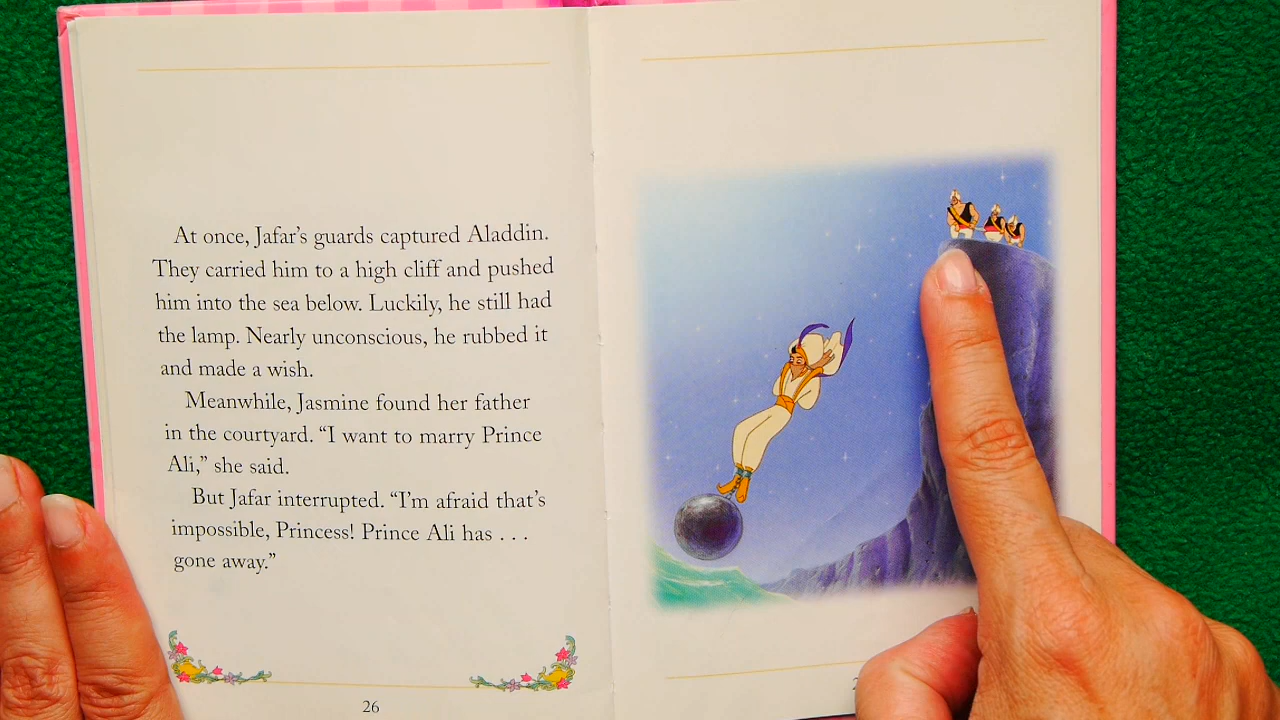 At once, Jafar's guards captured Aladdin.
They carried him to a high cliff and pushed
him into the sea below. Luckily, he still had
the lamp. Nearly unconscious, he rubbed it
and made a wish.
Meanwhile, Jasmine found her father
in the courtyard. “I want to marry Prince
Ali,” she said.
But Jafar interrupted. “I'm afraid that's
impossible, Princess! Prince Ali has . . .
gone away.”
26